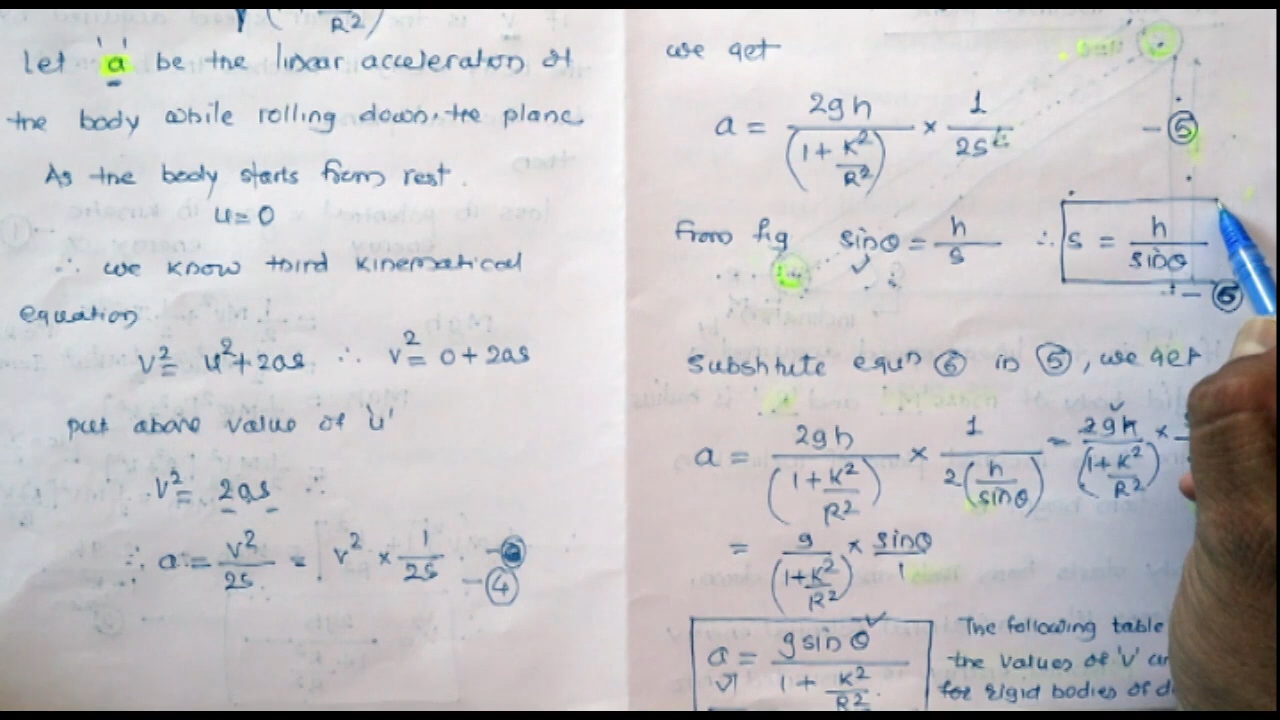 R²)
Let 'a' be the linear acceleration of
the body while rolling down the plane
As the body starts from rest.
u=0
∴ we know third kinematical
equation
v² = u²+2as ∴ v² = 0+2as
put above value of 'u'
v² = 2as ∴
∴ a = v²/2s = v² × 1/2s
- ④
we get
a = 2gh/(1+K²/R²) × 1/2s - ⑤
From fig sinθ = h/s ∴ s = h/sinθ
- ⑥
substitute equn ⑥ in ⑤, we get
a = 2gh/(1+K²/R²) × 1/2(h/sinθ) = 2gh/(1+K²/R²) ×
= g/(1+K²/R²) × sinθ/1
a = g sinθ/1+K²/R²
The following table
the values of 'v'
for rigid bodies of